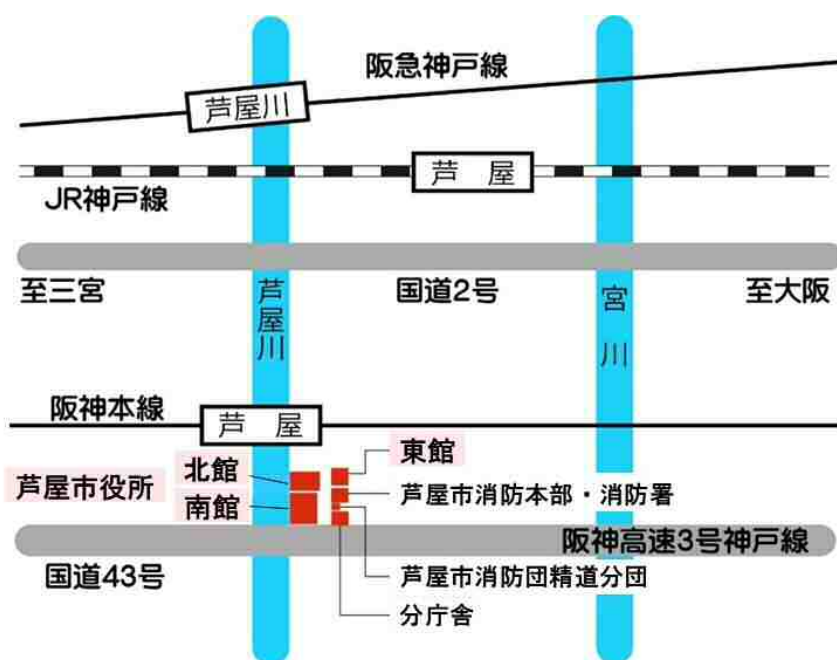 阪急神戸線
芦屋川
芦 屋
JR神戸線
至三宮
芦屋川
国道2号
宮川
至大阪
阪神本線
芦 屋
東館
北館
芦屋市役所
芦屋市消防本部・消防署
南館
阪神高速3号神戸線
国道43号
芦屋市消防団精道分団
分庁舎